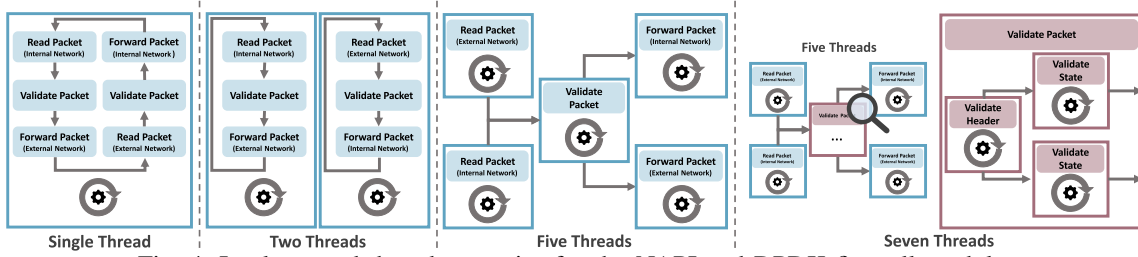 Read Packet
(Internal Network)
Validate Packet
Forward Packet
(External Network)
Forward Packet
(Internal Network)
Validate Packet
Read Packet
(External Network)
Single Thread
Read Packet
(Internal Network)
Validate Packet
Forward Packet
(External Network)
Read Packet
(External Network)
Validate Packet
Forward Packet
(Internal Network)
Two Threads
Read Packet
(External Network)
Read Packet
(Internal Network)
Validate
Packet
Forward Packet
(Internal Network)
Forward Packet
(External Network)
Five Threads
Five Threads
Read Packet
(External Network)
Read Packet
(Internal Network)
Validate
...
Forward Packet
(Internal Network)
Forward Packet
(External Network)
Validate Packet
Validate
Header
Validate
State
Validate
State
Seven Threads